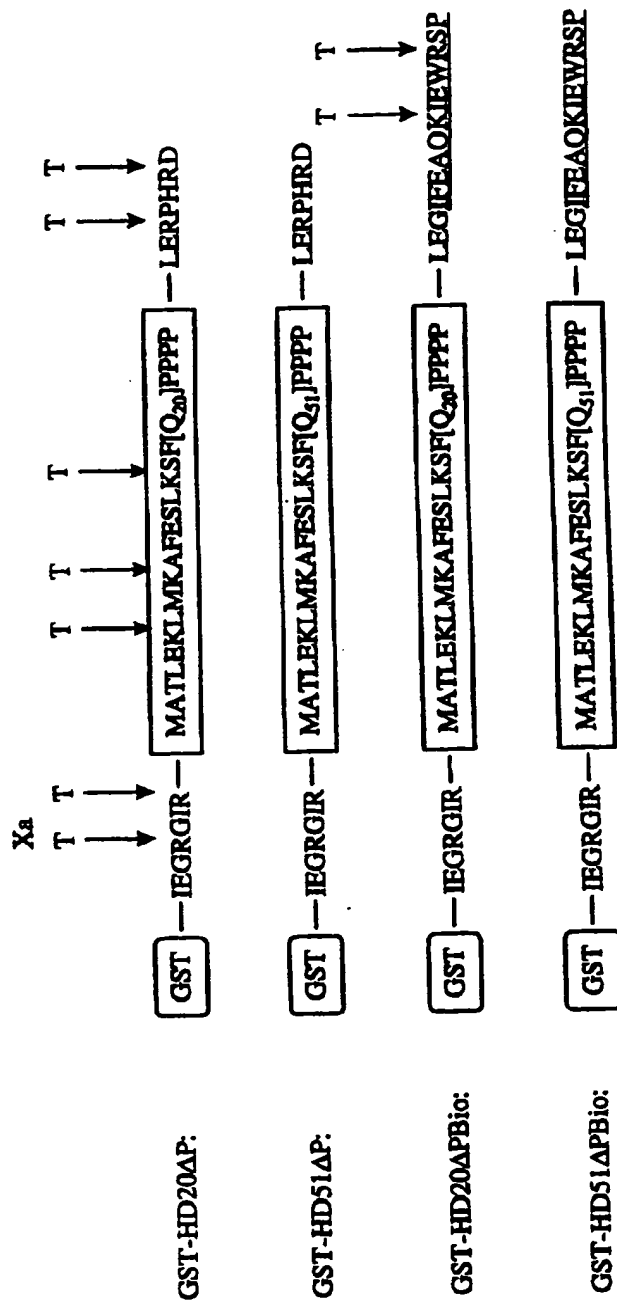 Xa
T T T T T T T
GST-HD20ΔP: GST — IEGRGIR — MATLEKLMKAFESLKSF[Q20]PPPP — LERPHRD
GST-HD51ΔP: GST — IEGRGIR — MATLEKLMKAFESLKSF[Q51]PPPP — LERPHRD
T T
GST-HD20ΔPBio: GST — IEGRGIR — MATLEKLMKAFESLKSF[Q20]PPPP — LEGIFEAQKIEWRSP
GST-HD51ΔPBio: GST — IEGRGIR — MATLEKLMKAFESLKSF[Q51]PPPP — LEGIFEAQKIEWRSP